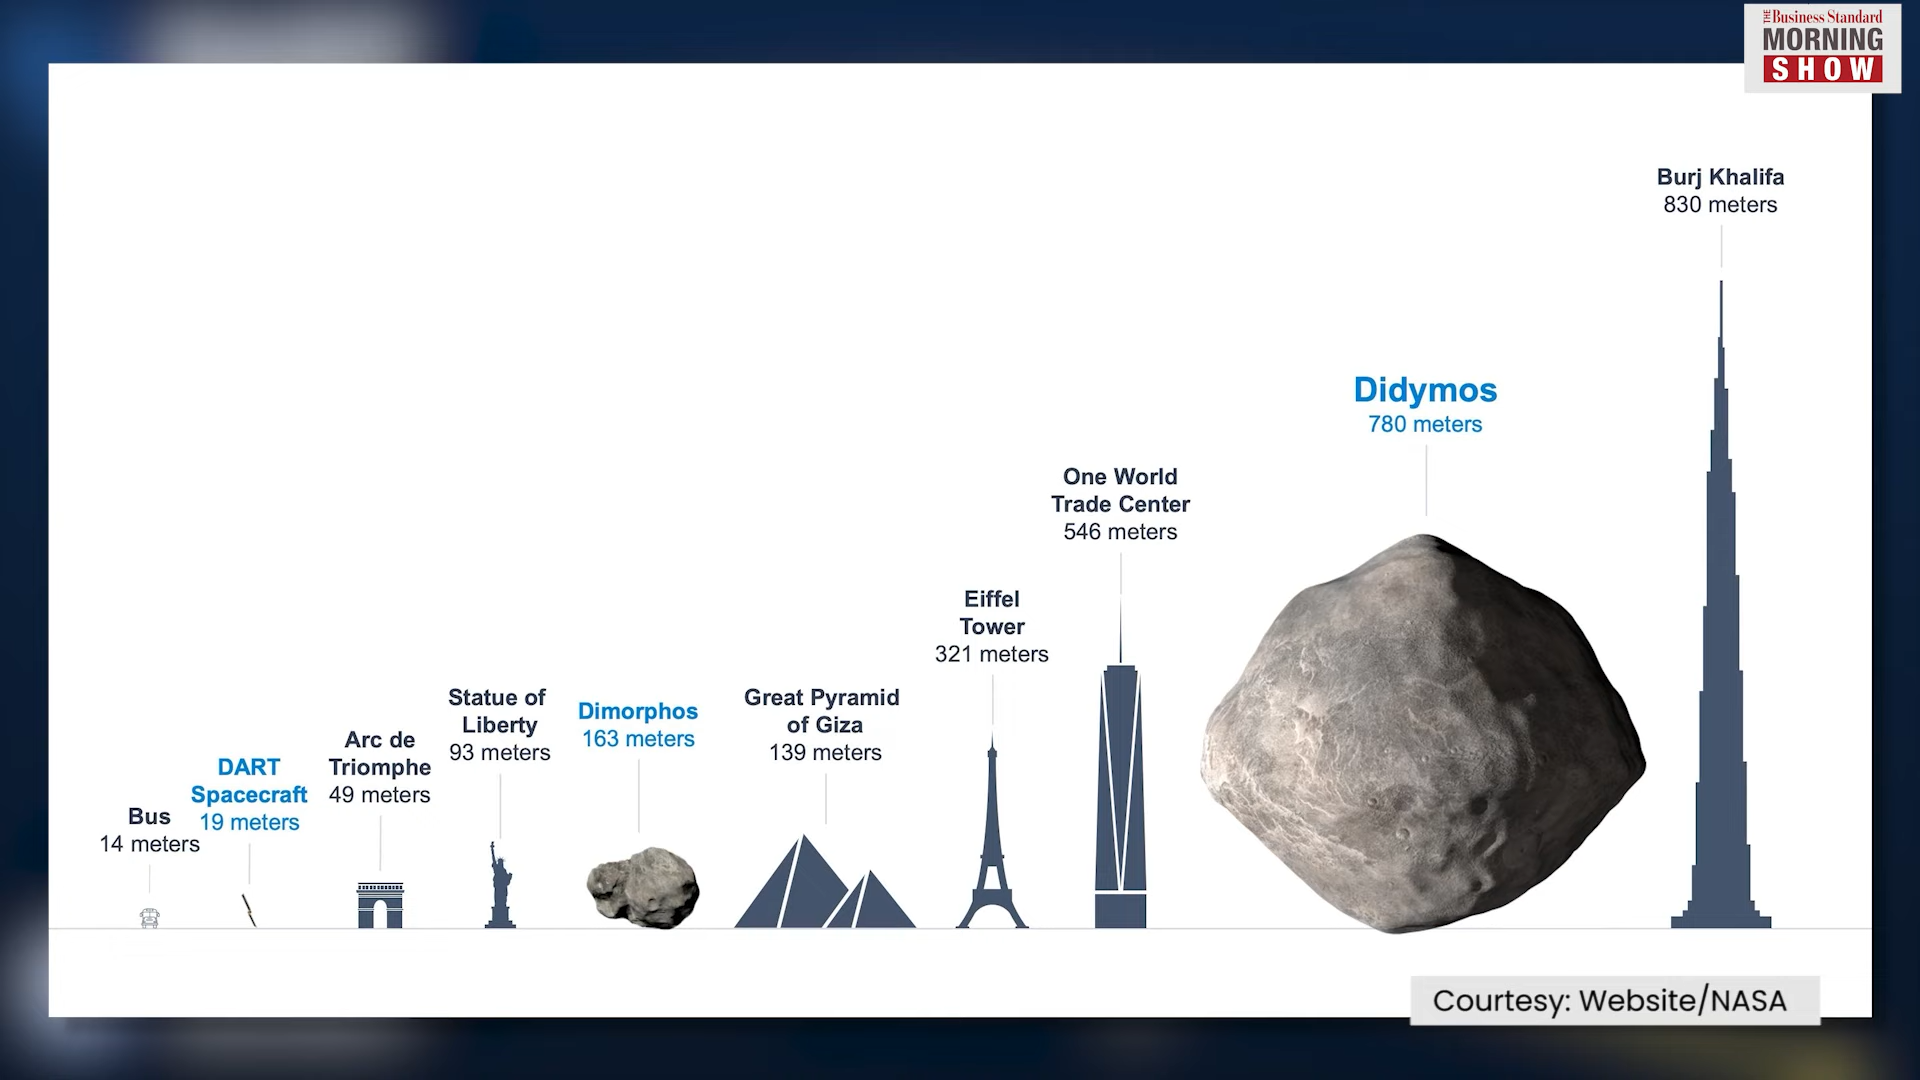 THE Business Standard
MORNING
SHOW
Burj Khalifa
830 meters
Didymos
780 meters
One World
Trade Center
546 meters
Eiffel
Tower
321 meters
Great Pyramid
of Giza
139 meters
Dimorphos
163 meters
Statue of
Liberty
93 meters
Arc de
Triomphe
49 meters
DART
Spacecraft
19 meters
Bus
14 meters
Courtesy: Website/NASA